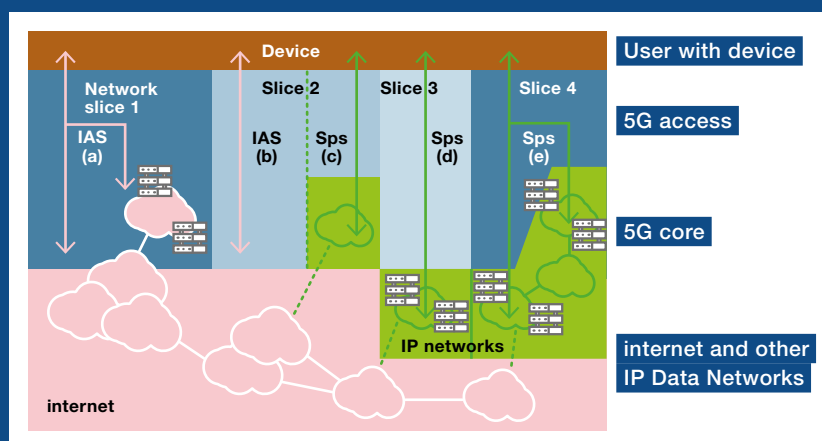 Device
User with device
Network
slice 1
Slice 2
Slice 3
Slice 4
5G access
IAS
(a)
IAS
(b)
Sps
(c)
Sps
(d)
Sps
(e)
5G core
IP networks
internet and other
IP Data Networks
internet